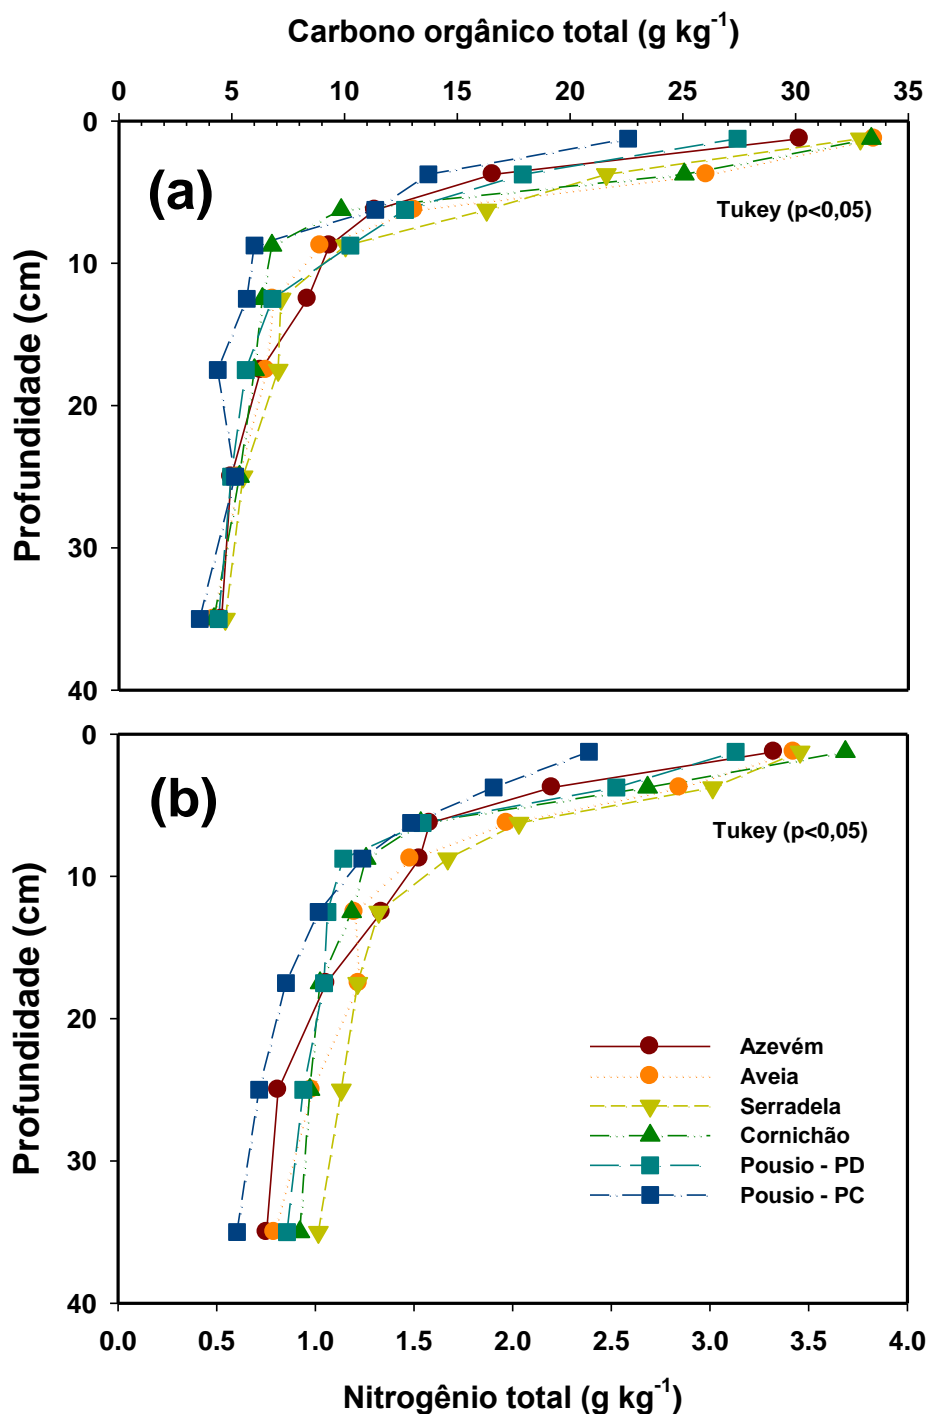 Carbono orgânico total (g kg⁻¹)
0 5 10 15 20 25 30 35
0
10
20
30
40
Profundidade (cm)
(a)
Tukey (p<0,05)
0
10
20
30
40
Profundidade (cm)
(b)
Tukey (p<0,05)
Azevém
Aveia
Serradela
Cornichão
Pousio - PD
Pousio - PC
0.0 0.5 1.0 1.5 2.0 2.5 3.0 3.5 4.0
Nitrogênio total (g kg⁻¹)